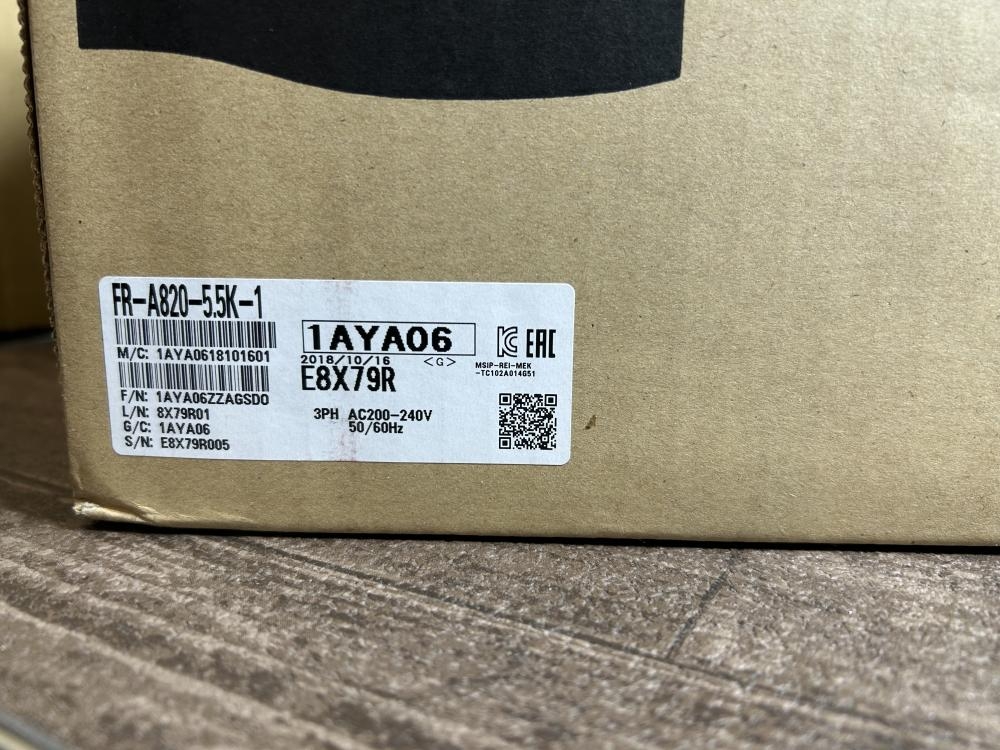 FR-A820-5.5K-1
M/C: 1AYA0618101601
F/N: 1AYA06ZZAGSD0
L/N: 8X79R01
G/C: 1AYA06
S/N: E8X79R005
1AYA06
2018/10/16 <G>
E8X79R
3PH AC200-240V
50/60Hz
EAC
MSIP-REI-MEK
-TC102A014G51